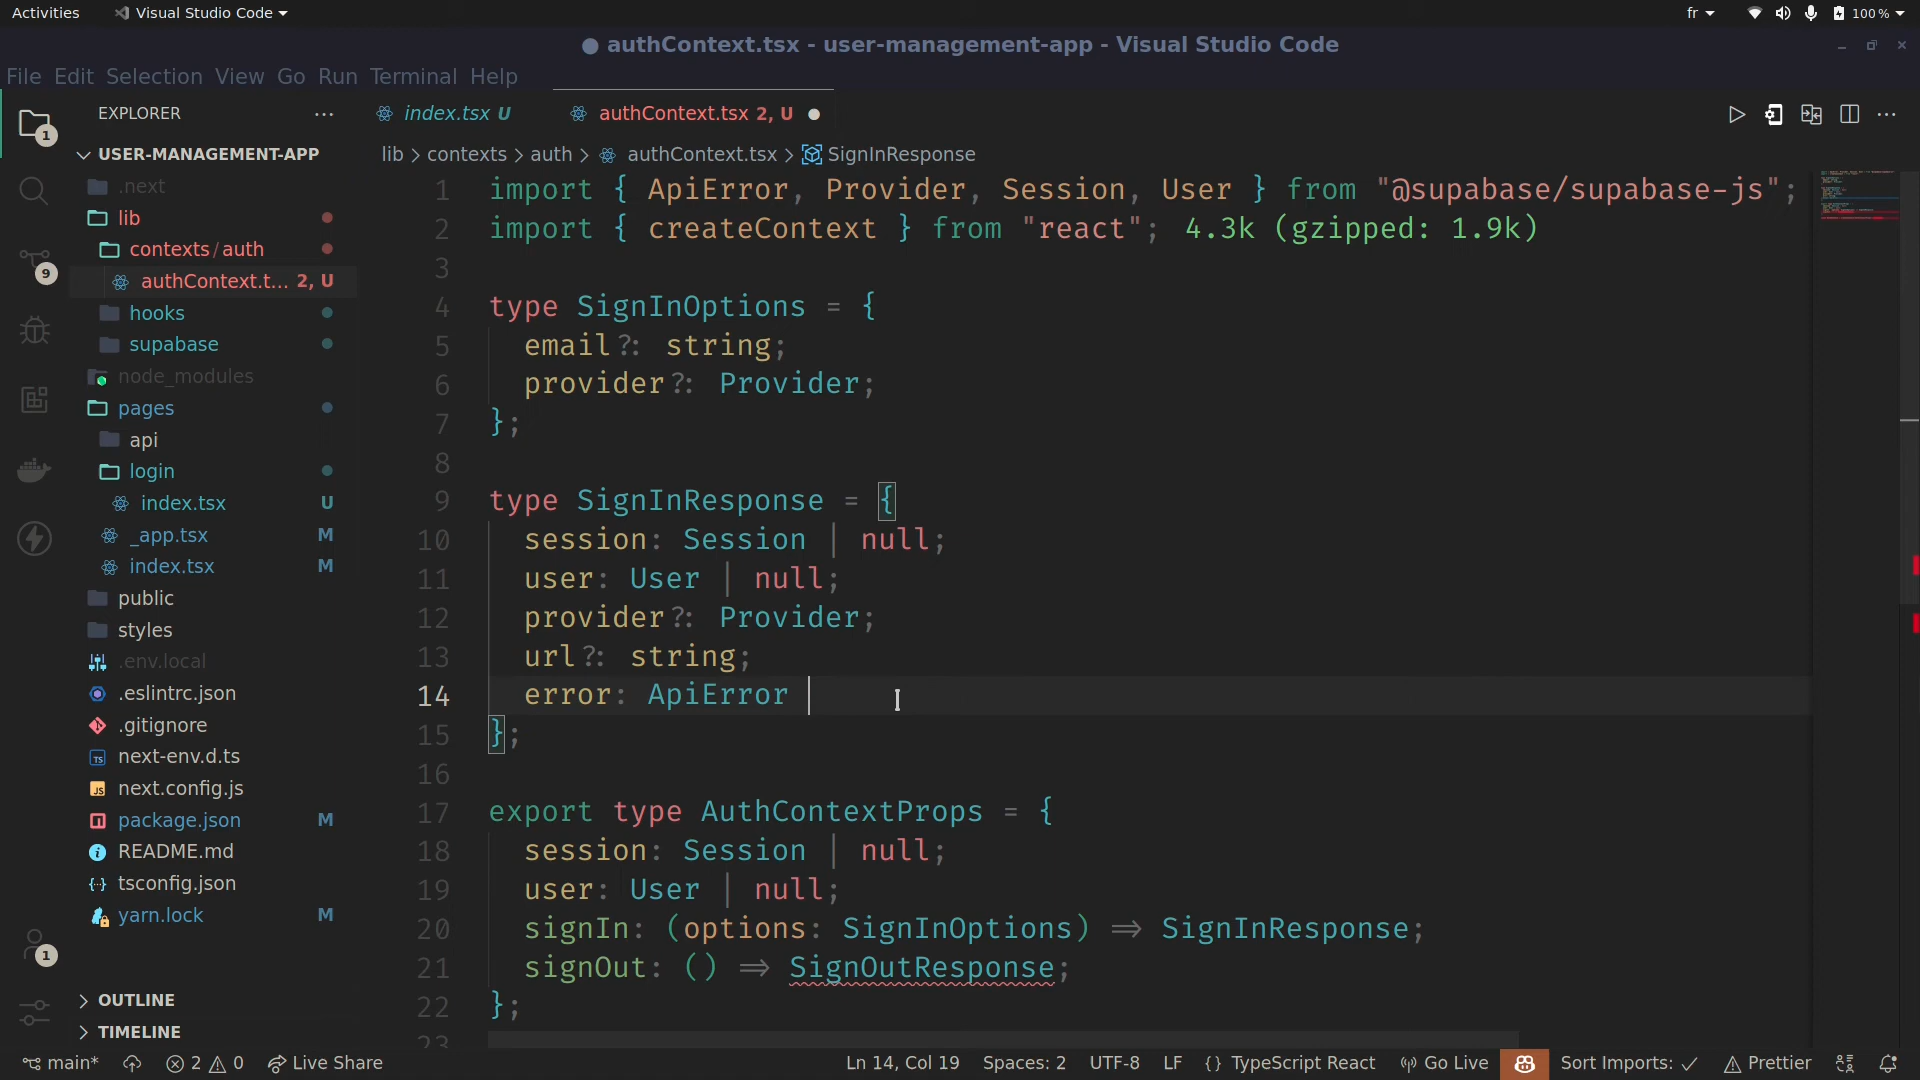 Activities
Visual Studio Code
fr
100 %
authContext.tsx - user-management-app - Visual Studio Code
File Edit Selection View Go Run Terminal Help
EXPLORER
index.tsx U
authContext.tsx 2, U
USER-MANAGEMENT-APP
lib > contexts > auth > authContext.tsx > SignInResponse
.next
lib
contexts/auth
authContext.t... 2, U
hooks
supabase
node_modules
pages
api
login
index.tsx U
_app.tsx M
index.tsx M
public
styles
.env.local
.eslintrc.json
.gitignore
next-env.d.ts
next.config.js
package.json M
README.md
tsconfig.json
yarn.lock M
OUTLINE
TIMELINE
1
9
1
1 import { ApiError, Provider, Session, User } from "@supabase/supabase-js";
2 import { createContext } from "react"; 4.3k (gzipped: 1.9k)
3
4 type SignInOptions = {
5 email?: string;
6 provider?: Provider;
7 };
8
9 type SignInResponse = {
10 session: Session | null;
11 user: User | null;
12 provider?: Provider;
13 url?: string;
14 error: ApiError
15 };
16
17 export type AuthContextProps = {
18 session: Session | null;
19 user: User | null;
20 signIn: (options: SignInOptions) => SignInResponse;
21 signOut: () => SignOutResponse;
22 };
23
main* 2 0 Live Share
Ln 14, Col 19 Spaces: 2 UTF-8 LF {} TypeScript React Go Live Sort Imports: ✓ Prettier